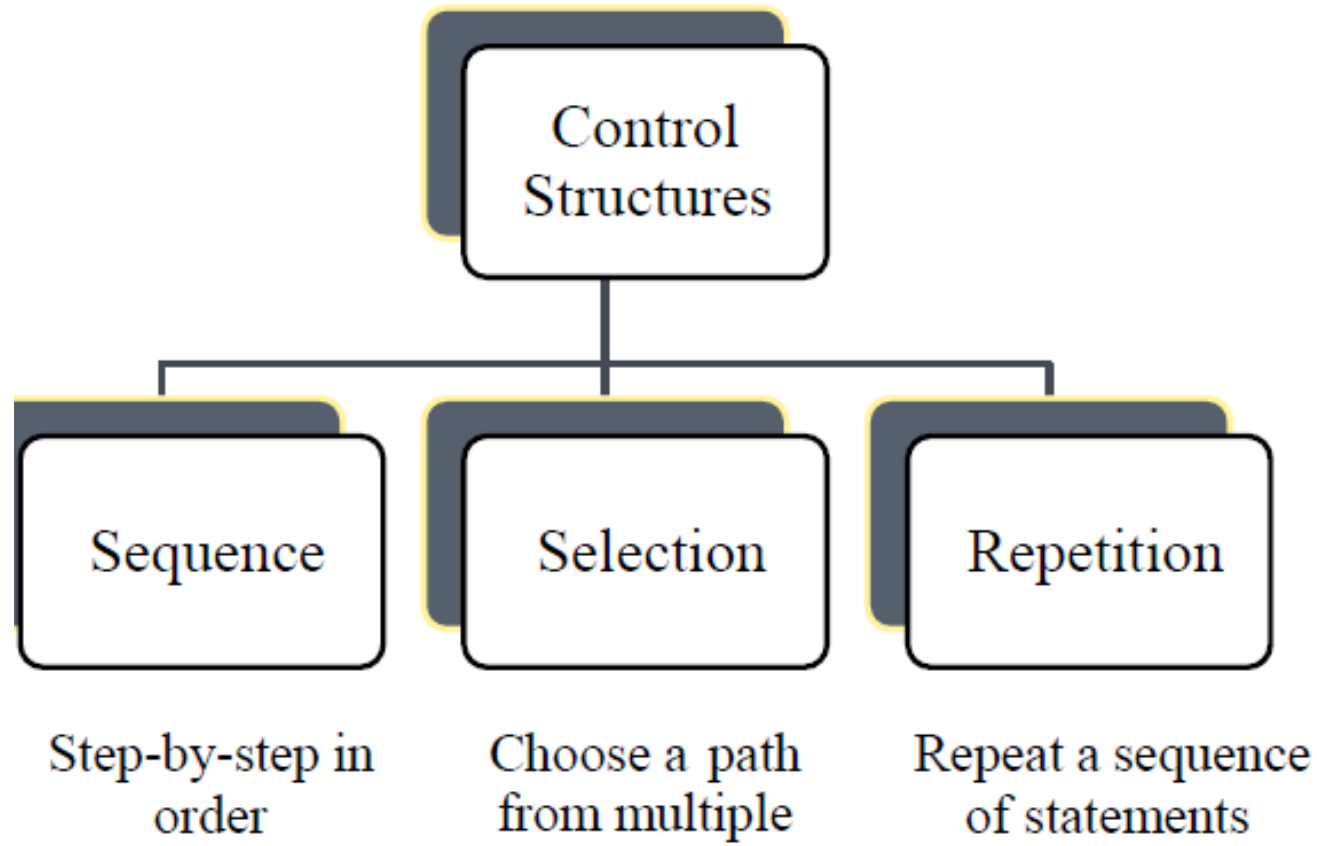 Control
Structures
Sequence
Selection
Repetition
Step-by-step in
order
Choose a path
from multiple
Repeat a sequence
of statements